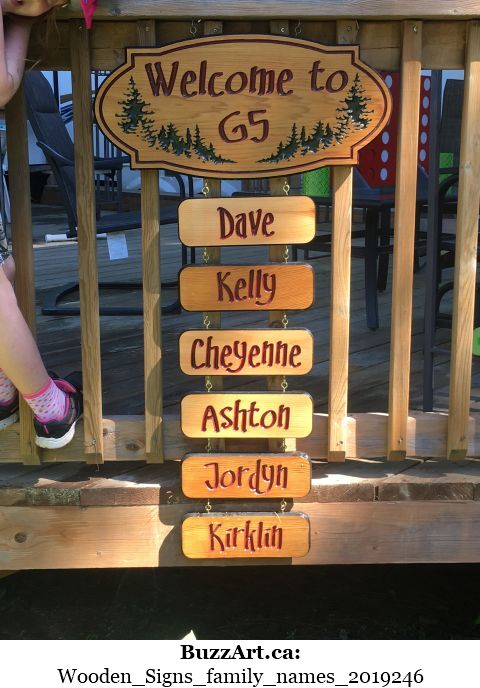 Welcome to
G5
Dave
Kelly
Cheyenne
Ashton
Jordyn
Kirklin
BuzzArt.ca:
Wooden_Signs_family_names_2019246